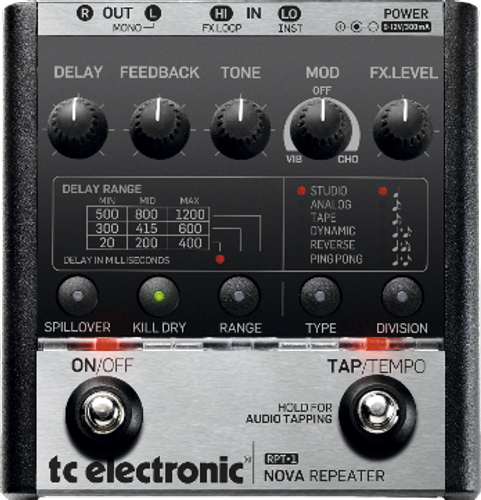 R OUT L
HI IN LO
POWER
MONO
FX LOOP
INST
9-12V/300mA
DELAY
FEEDBACK
TONE
MOD
FX.LEVEL
OFF
VIB
CHO
DELAY RANGE
MIN MID MAX
500 800 1200
300 415 600
20 200 400
DELAY IN MILLISECONDS
STUDIO
ANALOG
TAPE
DYNAMIC
REVERSE
PING PONG
SPILLOVER
KILL DRY
RANGE
TYPE
DIVISION
ON/OFF
TAP/TEMPO
HOLD FOR
AUDIO TAPPING
tc electronic
RPT•1
NOVA REPEATER